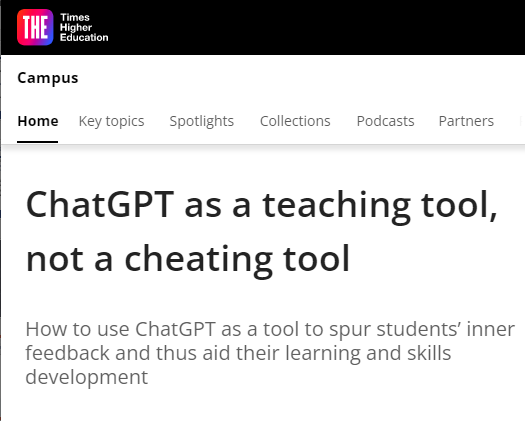 THE
Times
Higher
Education
Campus
Home Key topics Spotlights Collections Podcasts Partners
ChatGPT as a teaching tool,
not a cheating tool
How to use ChatGPT as a tool to spur students’ inner
feedback and thus aid their learning and skills
development